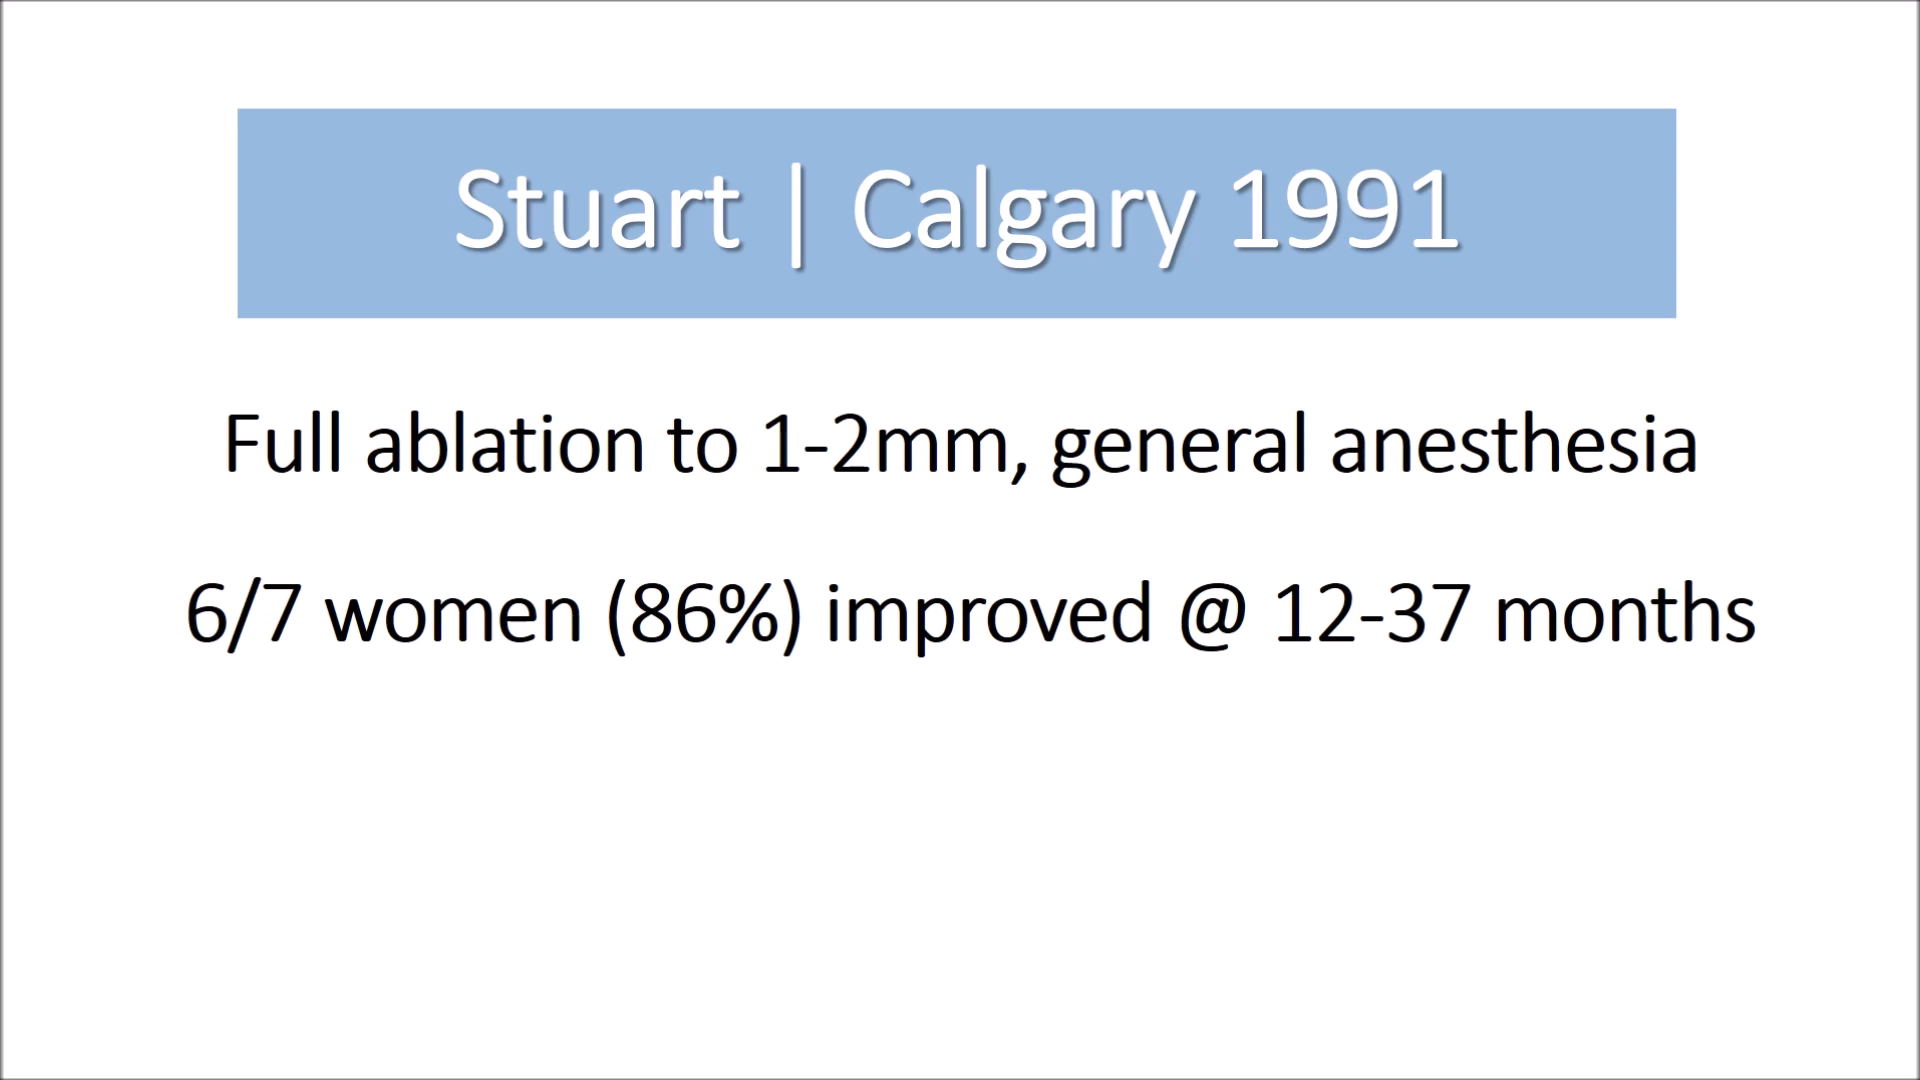 Stuart | Calgary 1991
Full ablation to 1-2mm, general anesthesia
6/7 women (86%) improved @ 12-37 months